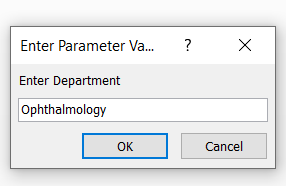 Enter Parameter Va... ?
Enter Department
Ophthalmology
OK Cancel